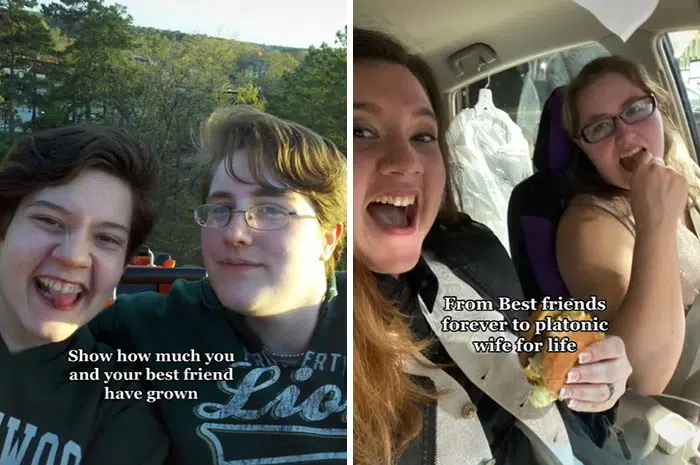 Show how much you
and your best friend
have grown
From Best friends
forever to platonic
wife for life